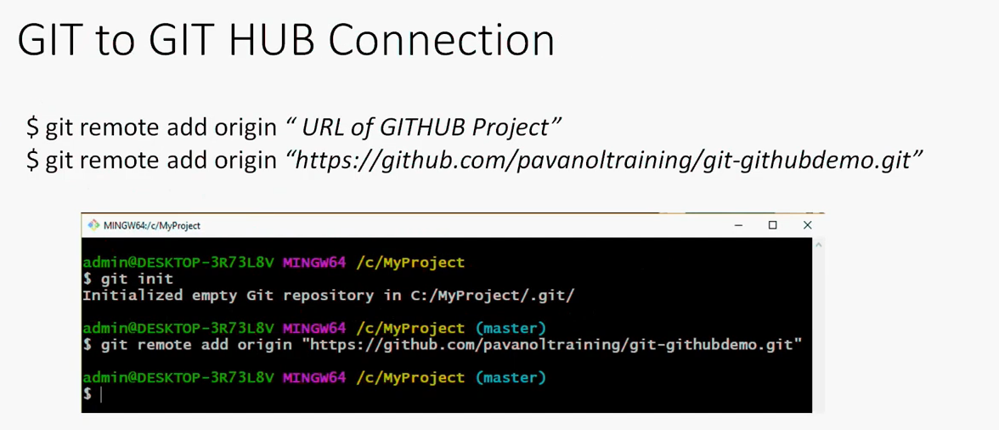 GIT to GIT HUB Connection
$ git remote add origin “ URL of GITHUB Project”
$ git remote add origin “https://github.com/pavanoltraining/git-githubdemo.git”
MINGW64:/c/MyProject
admin@DESKTOP-3R73L8V MINGW64 /c/MyProject
$ git init
Initialized empty Git repository in C:/MyProject/.git/
admin@DESKTOP-3R73L8V MINGW64 /c/MyProject (master)
$ git remote add origin "https://github.com/pavanoltraining/git-githubdemo.git"
admin@DESKTOP-3R73L8V MINGW64 /c/MyProject (master)
$